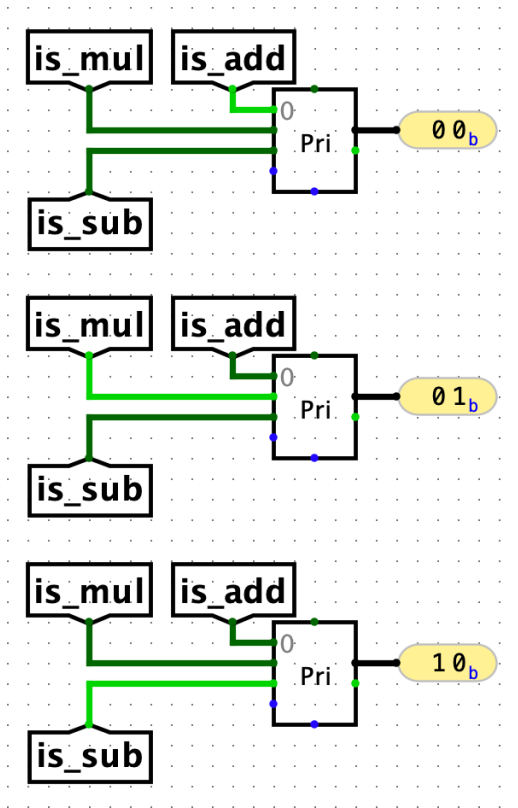 is_mul is_add
0
Pri
00b
is_sub
is_mul is_add
0
Pri
01b
is_sub
is_mul is_add
0
Pri
10b
is_sub